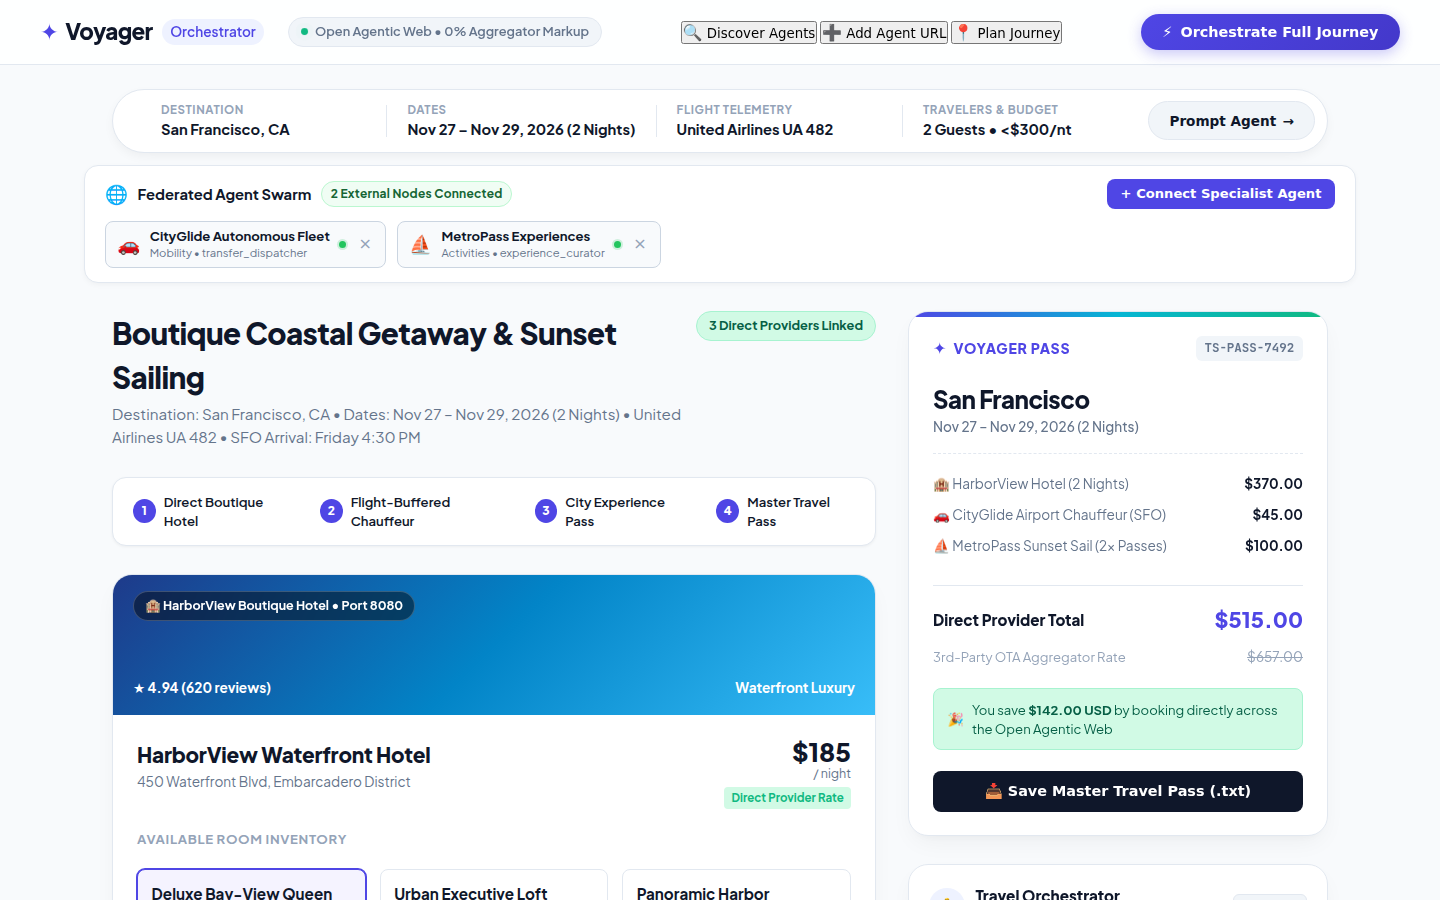 ✦ Voyager Orchestrator
Open Agentic Web • 0% Aggregator Markup
🔍 Discover Agents
➕ Add Agent URL
📍 Plan Journey
⚡ Orchestrate Full Journey
DESTINATION
San Francisco, CA
DATES
Nov 27 – Nov 29, 2026 (2 Nights)
FLIGHT TELEMETRY
United Airlines UA 482
TRAVELERS & BUDGET
2 Guests • <$300/nt
Prompt Agent →
🌐 Federated Agent Swarm
2 External Nodes Connected
+ Connect Specialist Agent
🚗 CityGlide Autonomous Fleet
Mobility • transfer_dispatcher
✕
⛵ MetroPass Experiences
Activities • experience_curator
✕
Boutique Coastal Getaway & Sunset
Sailing
3 Direct Providers Linked
Destination: San Francisco, CA • Dates: Nov 27 – Nov 29, 2026 (2 Nights) • United
Airlines UA 482 • SFO Arrival: Friday 4:30 PM
1 Direct Boutique
Hotel
2 Flight-Buffered
Chauffeur
3 City Experience
Pass
4 Master Travel
Pass
🏨 HarborView Boutique Hotel • Port 8080
★ 4.94 (620 reviews)
Waterfront Luxury
HarborView Waterfront Hotel
450 Waterfront Blvd, Embarcadero District
$185
/ night
Direct Provider Rate
AVAILABLE ROOM INVENTORY
Deluxe Bay-View Queen
Urban Executive Loft
Panoramic Harbor
✦ VOYAGER PASS
TS-PASS-7492
San Francisco
Nov 27 – Nov 29, 2026 (2 Nights)
🏨 HarborView Hotel (2 Nights) $370.00
🚗 CityGlide Airport Chauffeur (SFO) $45.00
⛵ MetroPass Sunset Sail (2x Passes) $100.00
Direct Provider Total $515.00
3rd-Party OTA Aggregator Rate $657.00
🎉 You save $142.00 USD by booking directly across
the Open Agentic Web
📥 Save Master Travel Pass (.txt)
Travel Orchestrator